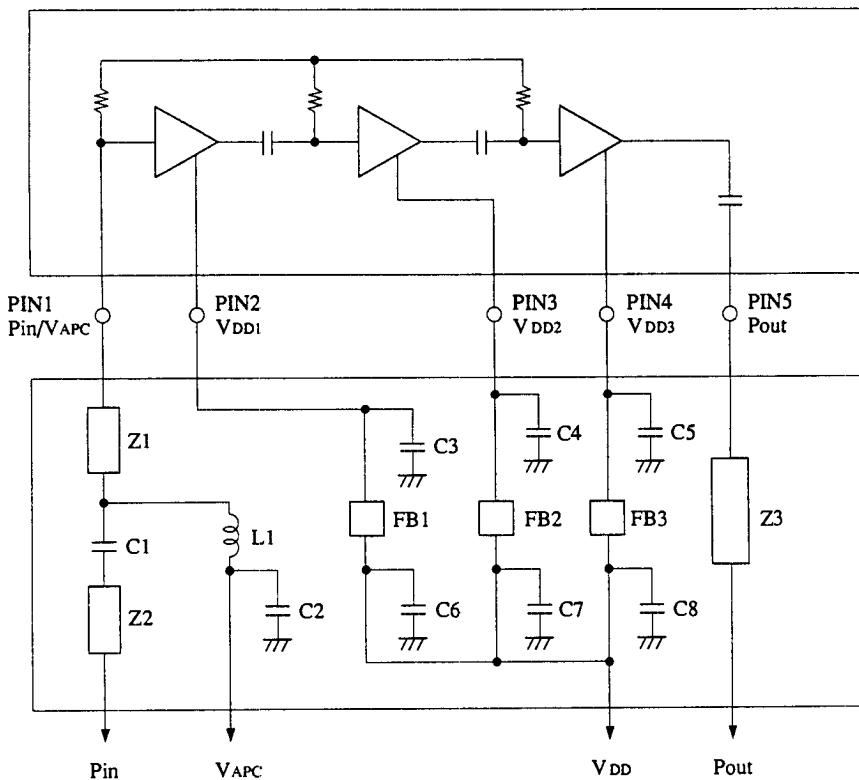 PIN1
Pin/VAPC
PIN2
VDD1
PIN3
VDD2
PIN4
VDD3
PIN5
Pout
Z1
C3
C4
C5
C1
L1
FB1
FB2
FB3
Z3
Z2
C2
C6
C7
C8
Pin
VAPC
VDD
Pout